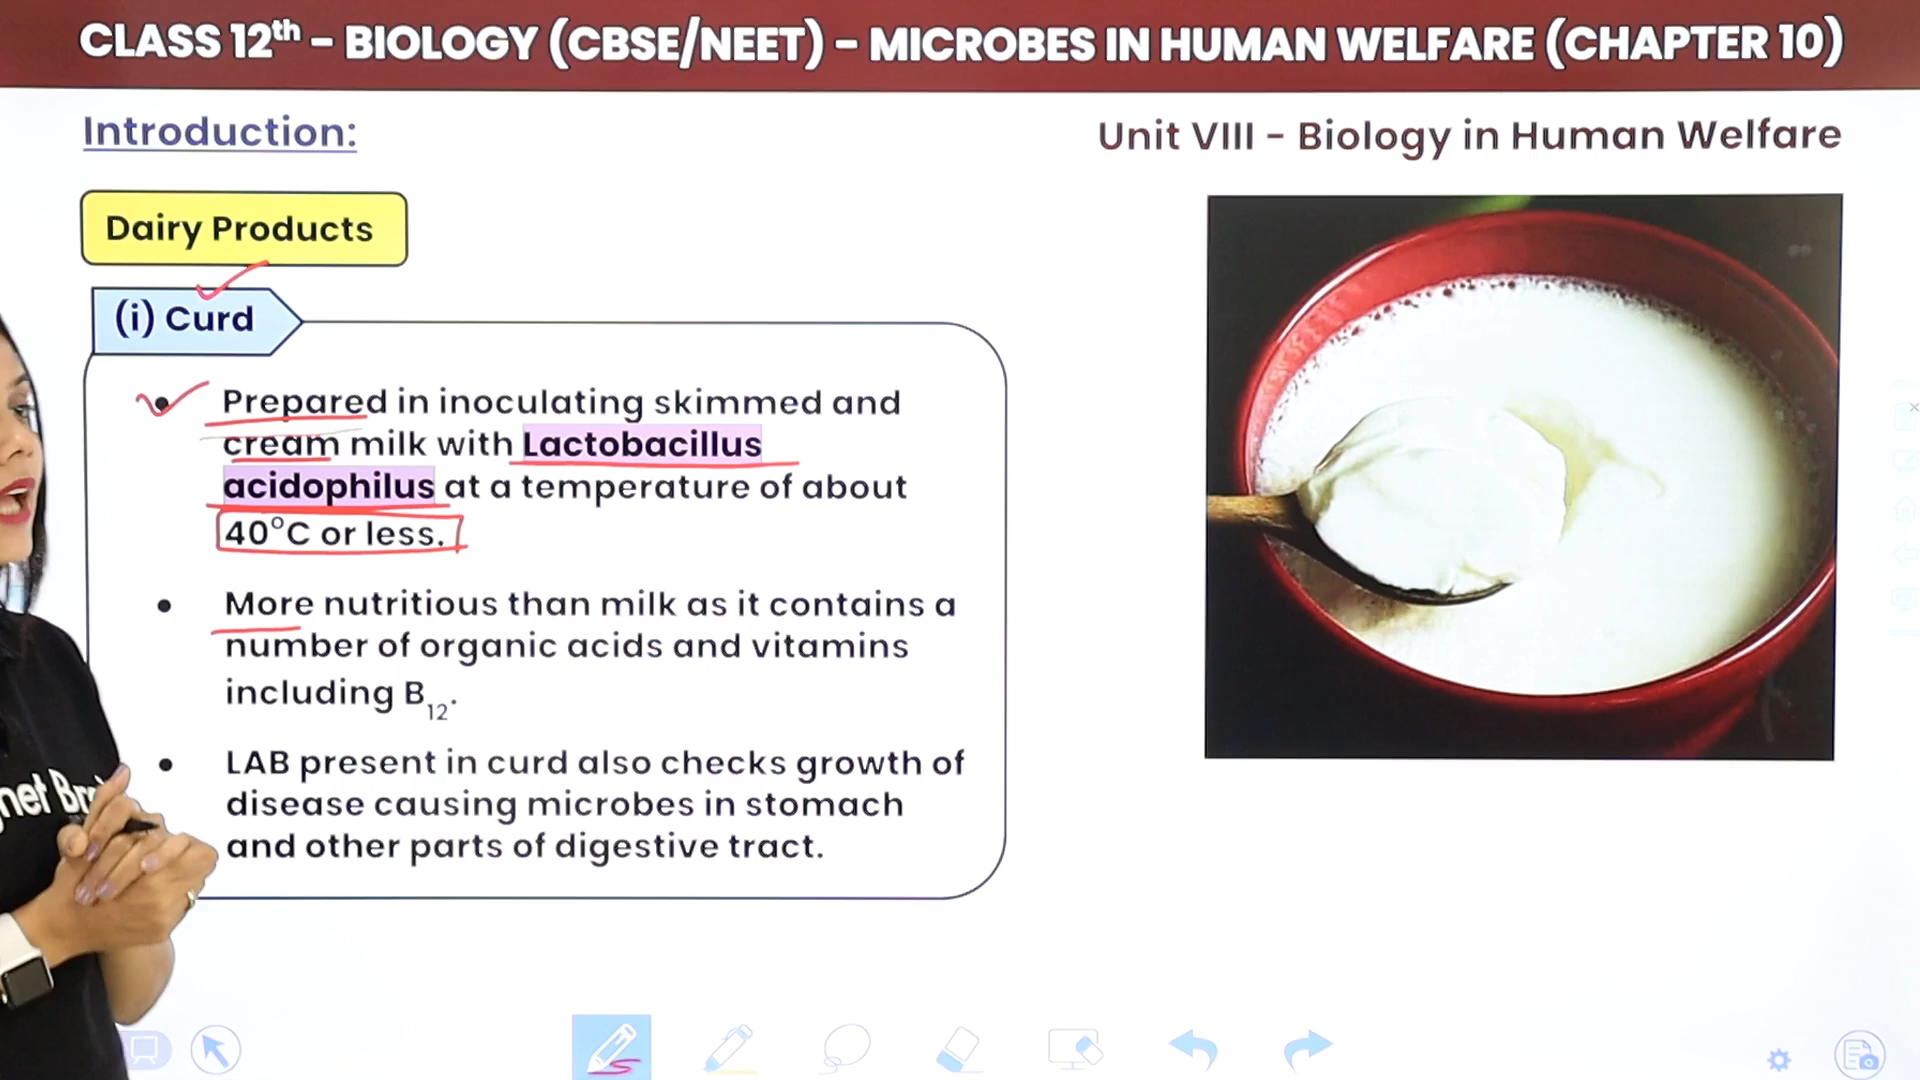 CLASS 12th - BIOLOGY (CBSE/NEET) - MICROBES IN HUMAN WELFARE (CHAPTER 10)
Introduction:
Unit VIII - Biology in Human Welfare
Dairy Products
(i) Curd
• Prepared in inoculating skimmed and
cream milk with Lactobacillus
acidophilus at a temperature of about
40°C or less.
• More nutritious than milk as it contains a
number of organic acids and vitamins
including B12.
• LAB present in curd also checks growth of
disease causing microbes in stomach
and other parts of digestive tract.